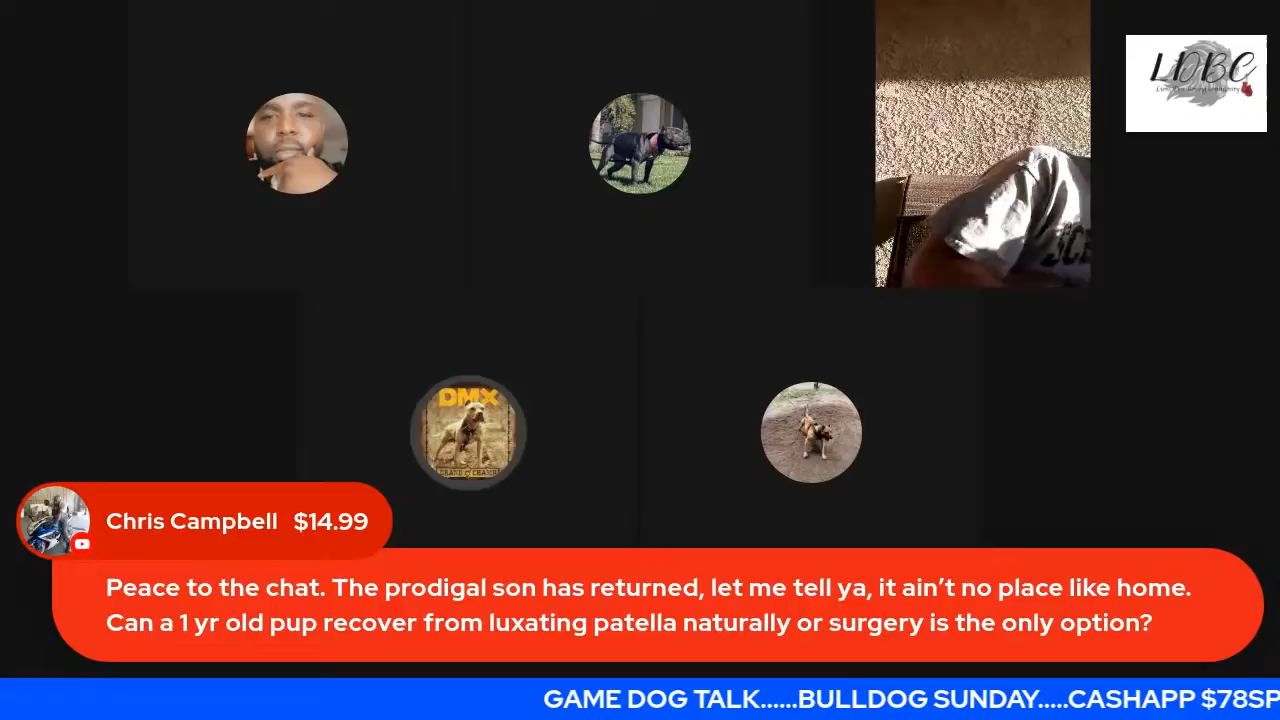 LDBC
DMX
GRAND CHAMP
Chris Campbell $14.99
Peace to the chat. The prodigal son has returned, let me tell ya, it ain't no place like home.
Can a 1 yr old pup recover from luxating patella naturally or surgery is the only option?
GAME DOG TALK......BULLDOG SUNDAY.....CASHAPP $78SP